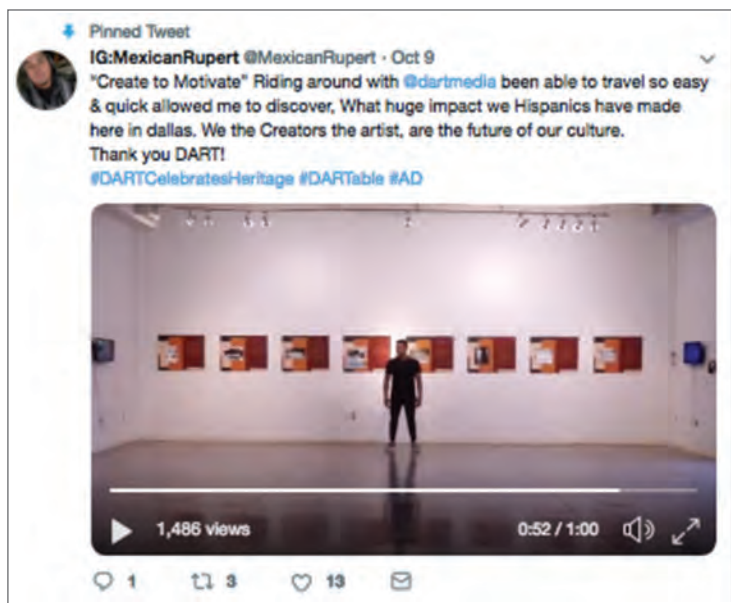 Pinned Tweet
IG:MexicanRupert @MexicanRupert · Oct 9
"Create to Motivate" Riding around with @dartmedia been able to travel so easy
& quick allowed me to discover, What huge impact we Hispanics have made
here in dallas. We the Creators the artist, are the future of our culture.
Thank you DART!
#DARTCelebratesHeritage #DARTable #AD
1,486 views
0:52 / 1:00
1
3
13